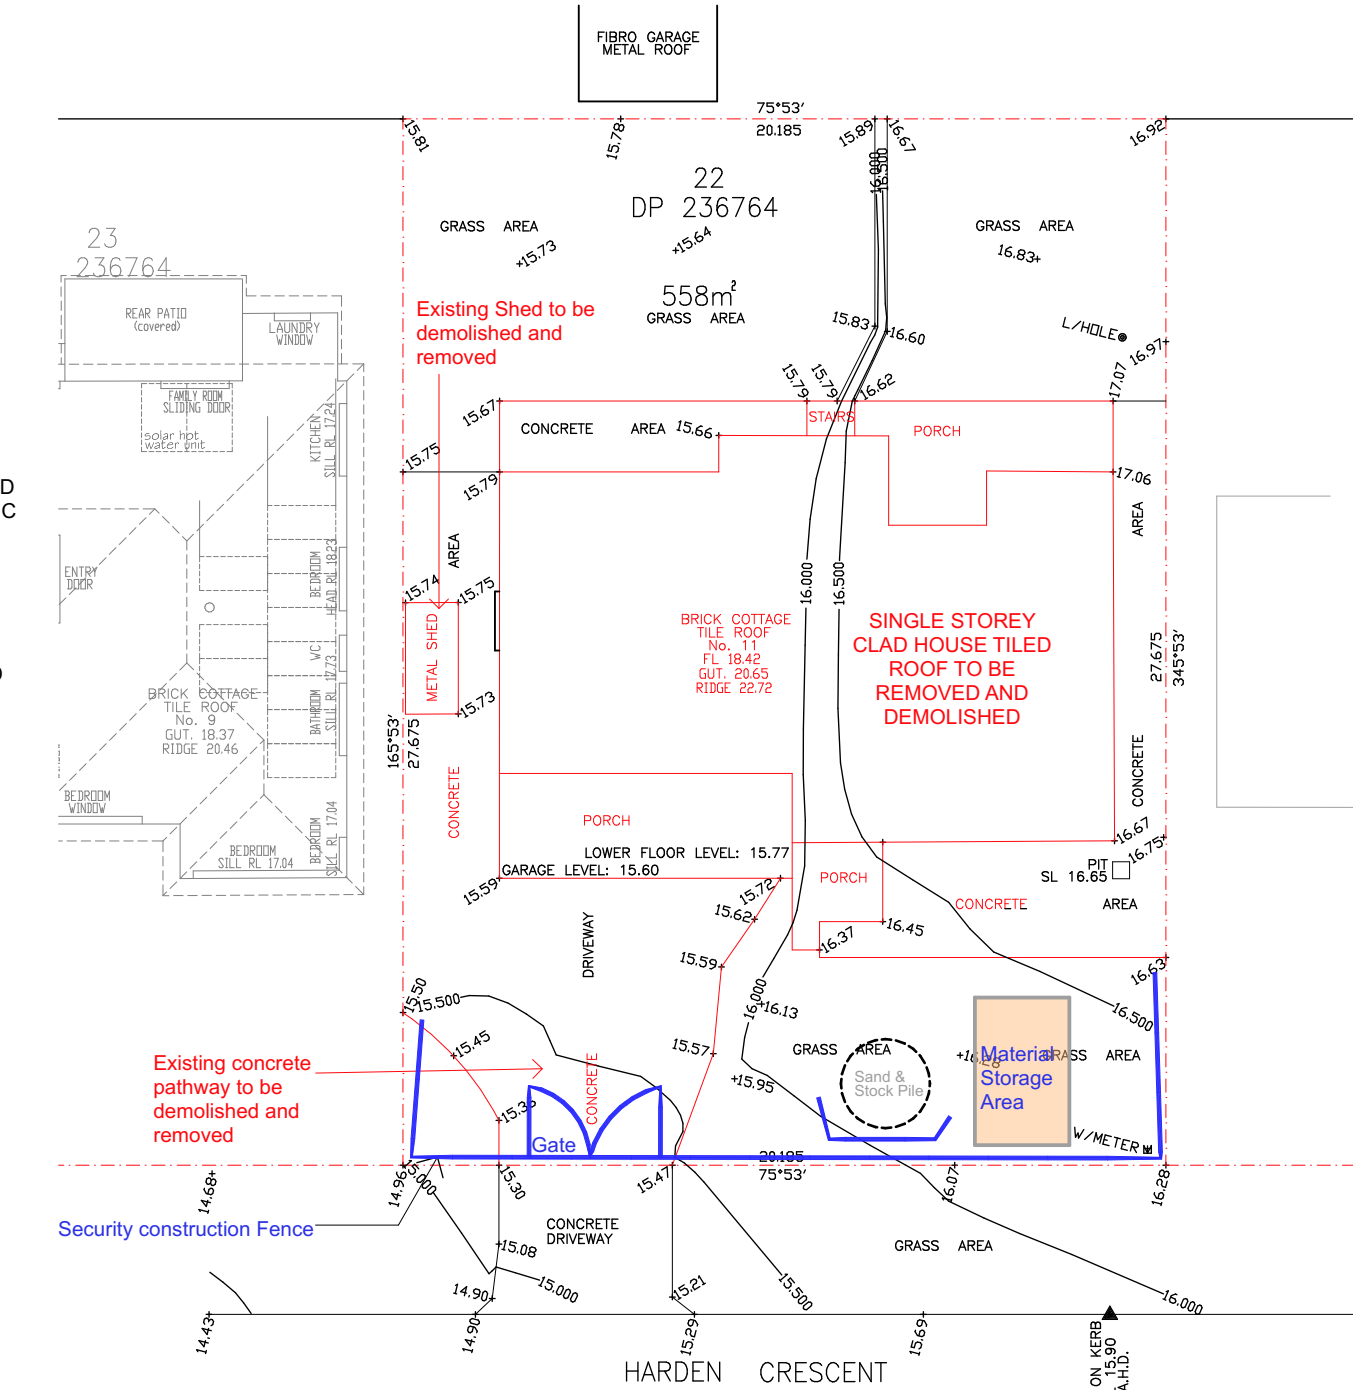 FIBRO GARAGE
METAL ROOF
75°53'
20.185
15.81
15.78
15.89
16.67
16.92
16.000
16.500
22
DP 236764
GRASS AREA
GRASS AREA
15.73
15.64
16.83
23
236764
558m²
GRASS AREA
REAR PATIO
(covered)
LAUNDRY
WINDOW
Existing Shed to be
demolished and
removed
15.83
16.60
L/HOLE
16.97
FAMILY ROOM
SLIDING DOOR
solar hot
water unit
KITCHEN
SILL RL 17.24
15.67
15.79
15.79
16.62
17.07
STAIRS
PORCH
CONCRETE AREA
15.66
15.75
15.79
17.06
D
C
AREA
AREA
ENTRY
DOOR
BEDROOM
HEAD RL 18.23
15.74
15.75
16.000
16.500
METAL SHED
BRICK COTTAGE
TILE ROOF
No. 11
FL 18.42
GUT. 20.65
RIDGE 22.72
SINGLE STOREY
CLAD HOUSE TILED
ROOF TO BE
REMOVED AND
DEMOLISHED
27.675
345°53'
WC
BATHROOM
SILL RL 17.73
BRICK COTTAGE
TILE ROOF
No. 9
GUT. 18.37
RIDGE 20.46
15.73
165°53'
27.675
CONCRETE
CONCRETE
BEDROOM
WINDOW
BEDROOM
SILL RL 17.04
BEDROOM
SILL RL 17.04
PORCH
LOWER FLOOR LEVEL: 15.77
GARAGE LEVEL: 15.60
15.59
15.72
PORCH
16.67
16.75
PIT
SL 16.65
CONCRETE
AREA
15.62
16.45
16.37
DRIVEWAY
15.59
16.63
15.50
15.500
16.000
16.13
16.500
15.45
15.57
GRASS AREA
GRASS AREA
Existing concrete
pathway to be
demolished and
removed
CONCRETE
15.95
Sand &
Stock Pile
Material
Storage
Area
15.33
Gate
W/METER
20.185
75°53'
14.68
14.96
15.000
15.30
15.47
16.07
16.28
Security construction Fence
CONCRETE
DRIVEWAY
15.08
GRASS AREA
14.90
15.000
15.21
15.500
16.000
14.43
14.90
15.29
15.69
ON KERB
15.90
A.H.D.
HARDEN CRESCENT